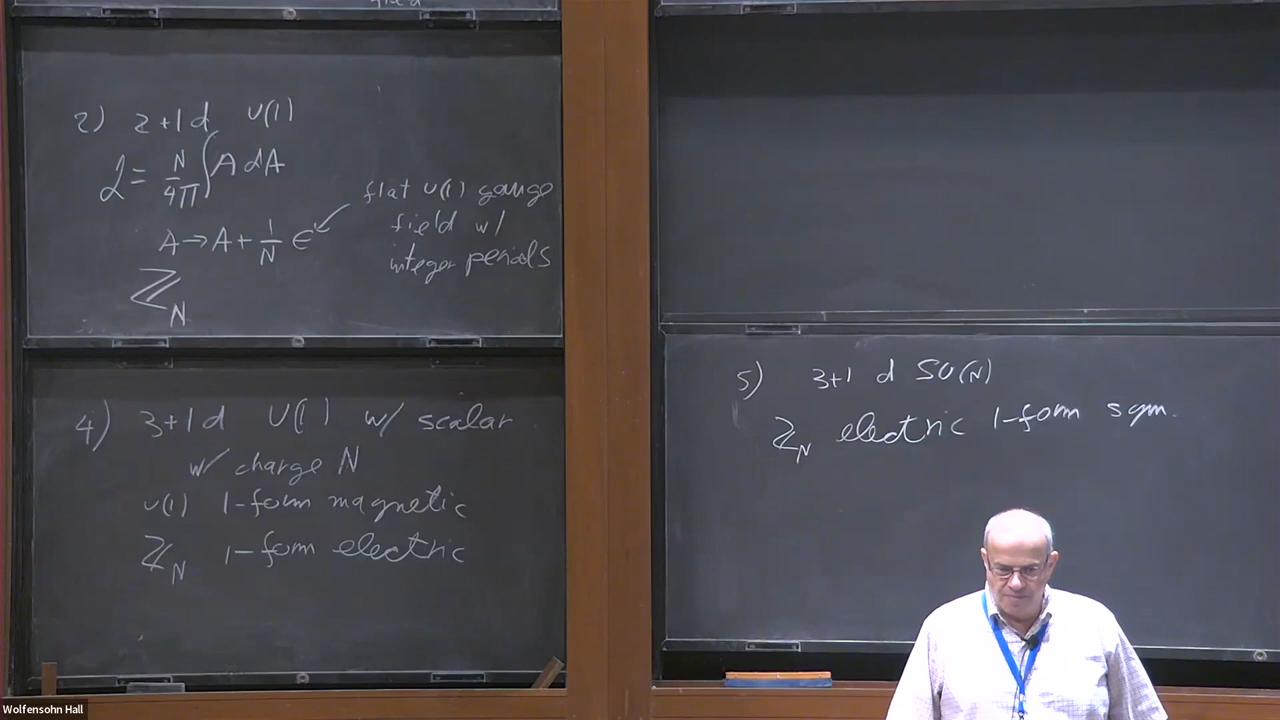 2) 2+1 d U(1)
ℒ = N/4π ∫ A dA
A → A + 1/N ϵ
flat U(1) gauge
field w/
integer periods
ℤ_N
4) 3+1 d U(1) w/ scalar
w/ charge N
U(1) 1-form magnetic
ℤ_N 1-form electric
5) 3+1 d SU(N)
ℤ_N electric 1-form sym.
Wolfensohn Hall